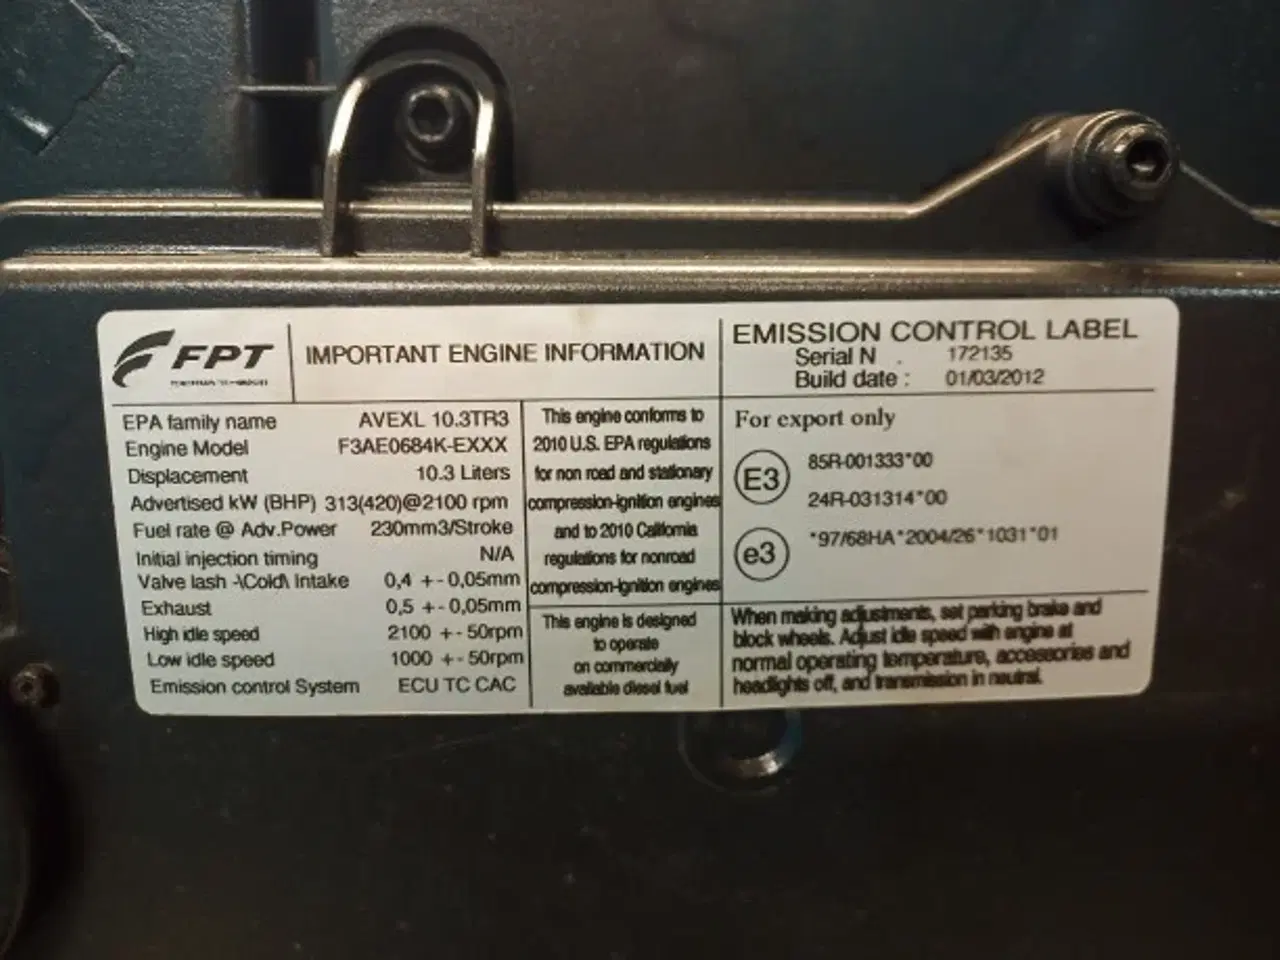 FPT
IMPORTANT ENGINE INFORMATION
EMISSION CONTROL LABEL
Serial N . 172135
Build date : 01/03/2012
EPA family name AVEXL 10.3TR3
Engine Model F3AE0684K-EXXX
Displacement 10.3 Liters
Advertised kW (BHP) 313(420)@2100 rpm
Fuel rate @ Adv.Power 230mm3/Stroke
Initial injection timing N/A
Valve lash -\Cold\ Intake 0,4 +-0,05mm
Exhaust 0,5 +-0,05mm
High idle speed 2100 +-50rpm
Low idle speed 1000 +-50rpm
Emission control System ECU TC CAC
This engine conforms to
2010 U.S. EPA regulations
for non road and stationary
compression-ignition engines
and to 2010 California
regulations for nonroad
compression-ignition engines
This engine is designed
to operate
on commercially
available diesel fuel
For export only
E3
85R-001333*00
24R-031314*00
e3
*97/68HA*2004/26*1031*01
When making adjustments, set parking brake and
block wheels. Adjust idle speed with engine at
normal operating temperature, accessories and
headlights off, and transmission in neutral.